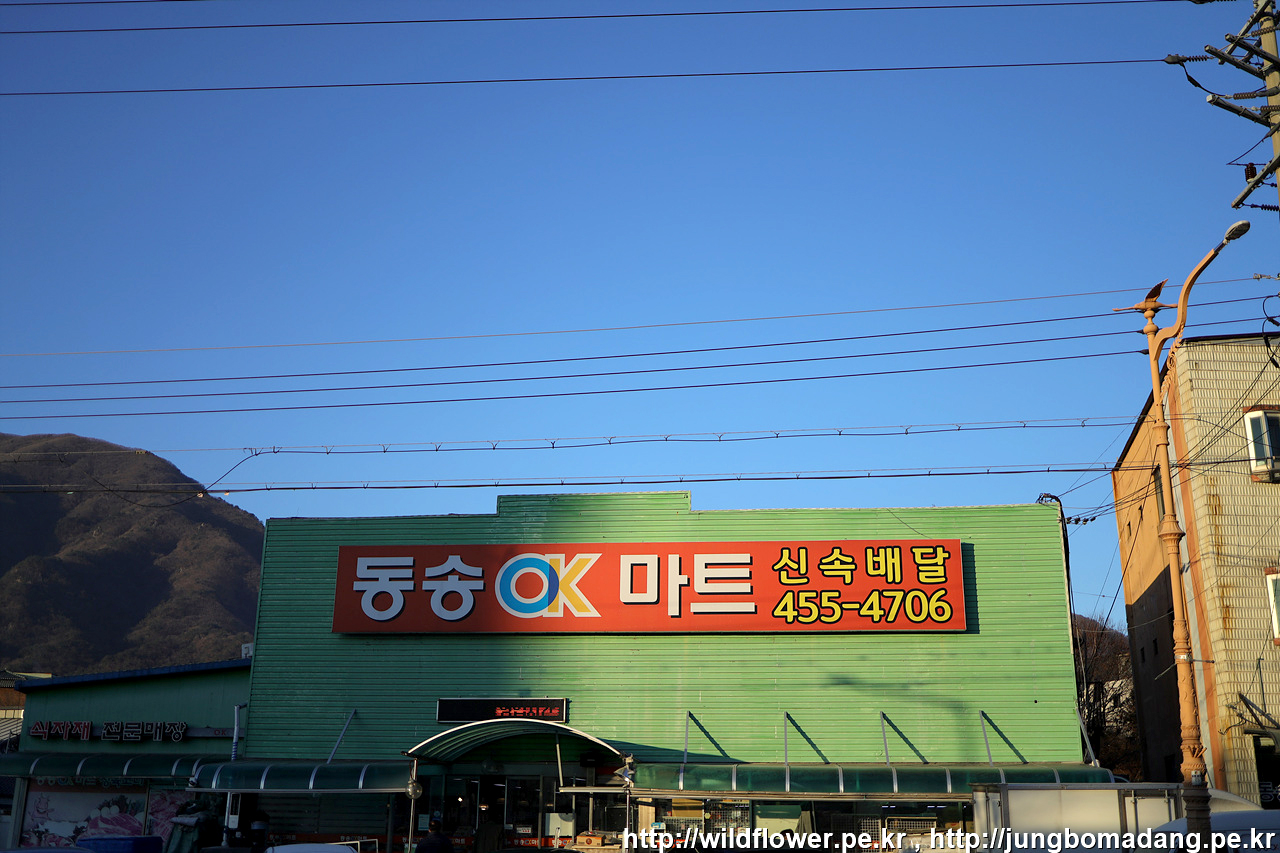 동송 OK 마트 신속배달
455-4706
식자재 전문매장
http://wildflower.pe.kr , http://jungbomadang.pe.kr